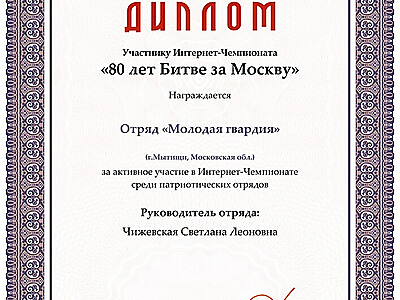 ДИПЛОМ
Участнику Интернет-Чемпионата
«80 лет Битве за Москву»
Награждается
Отряд «Молодая гвардия»
(г.Мытищи, Московская обл.)
за активное участие в Интернет-Чемпионате
среди патриотических отрядов
Руководитель отряда:
Чижевская Светлана Леоновна